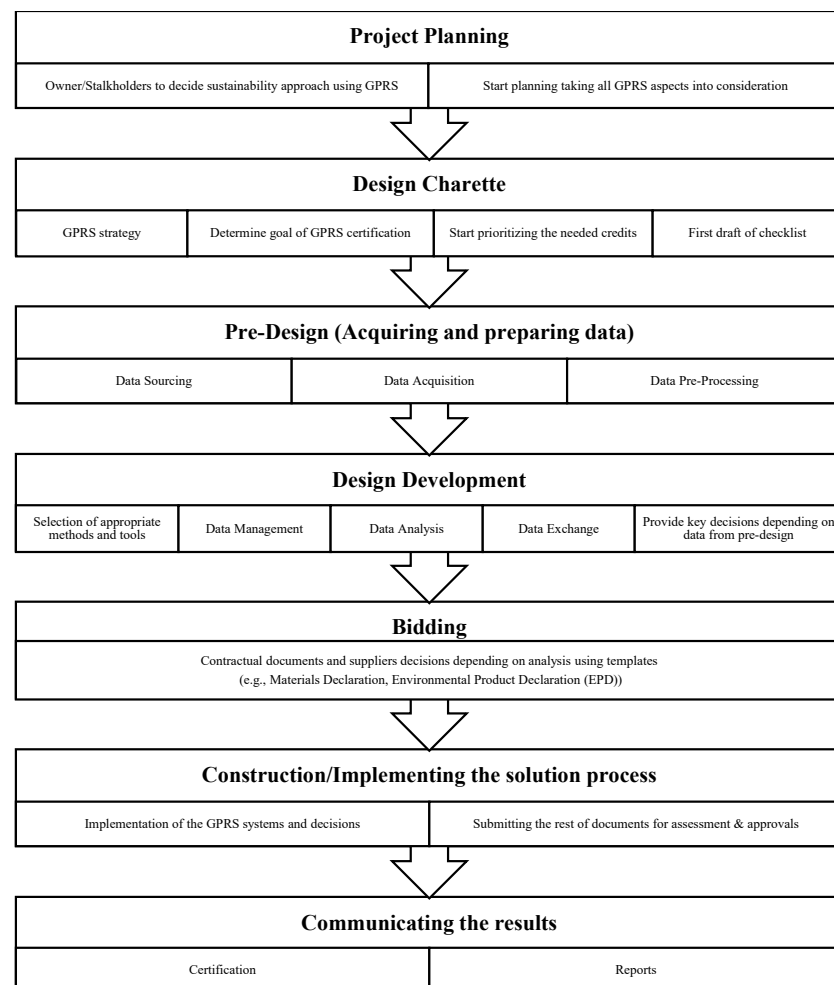 Project Planning
Owner/Stalkholders to decide sustainability approach using GPRS
Start planning taking all GPRS aspects into consideration
Design Charette
GPRS strategy
Determine goal of GPRS certification
Start prioritizing the needed credits
First draft of checklist
Pre-Design (Acquiring and preparing data)
Data Sourcing
Data Acquisition
Data Pre-Processing
Design Development
Selection of appropriate
methods and tools
Data Management
Data Analysis
Data Exchange
Provide key decisions depending on
data from pre-design
Bidding
Contractual documents and suppliers decisions depending on analysis using templates
(e.g., Materials Declaration, Environmental Product Declaration (EPD))
Construction/Implementing the solution process
Implementation of the GPRS systems and decisions
Submitting the rest of documents for assessment & approvals
Communicating the results
Certification
Reports